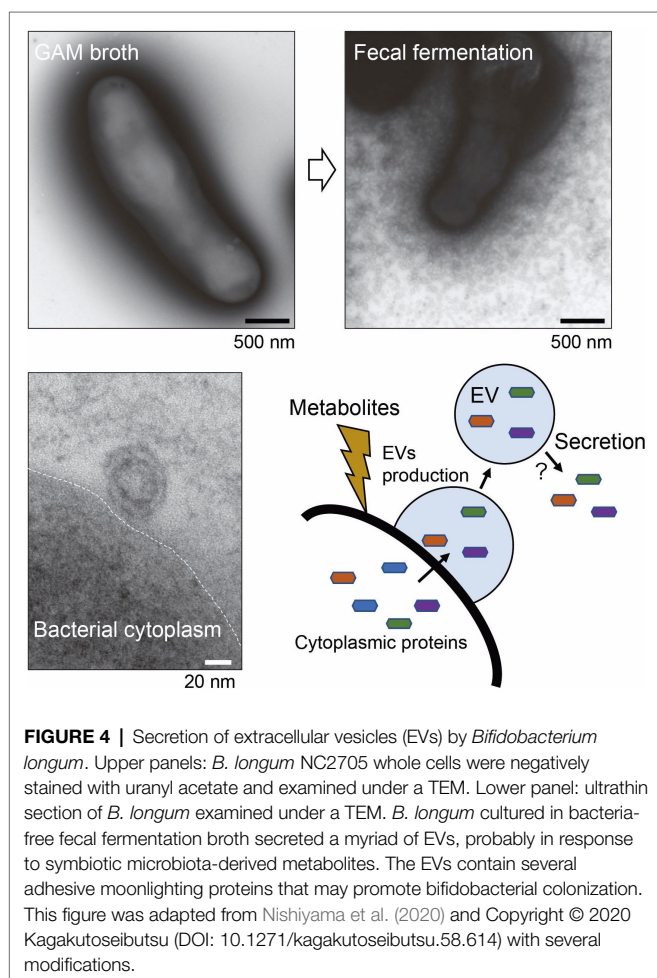 GAM broth
Fecal fermentation
500 nm
500 nm
Bacterial cytoplasm
20 nm
Metabolites
EVs
production
EV
Secretion
?
Cytoplasmic proteins
FIGURE 4 | Secretion of extracellular vesicles (EVs) by Bifidobacterium
longum. Upper panels: B. longum NC2705 whole cells were negatively
stained with uranyl acetate and examined under a TEM. Lower panel: ultrathin
section of B. longum examined under a TEM. B. longum cultured in bacteria-
free fecal fermentation broth secreted a myriad of EVs, probably in response
to symbiotic microbiota-derived metabolites. The EVs contain several
adhesive moonlighting proteins that may promote bifidobacterial colonization.
This figure was adapted from Nishiyama et al. (2020) and Copyright © 2020
Kagakutoseibutsu (DOI: 10.1271/kagakutoseibutsu.58.614) with several
modifications.